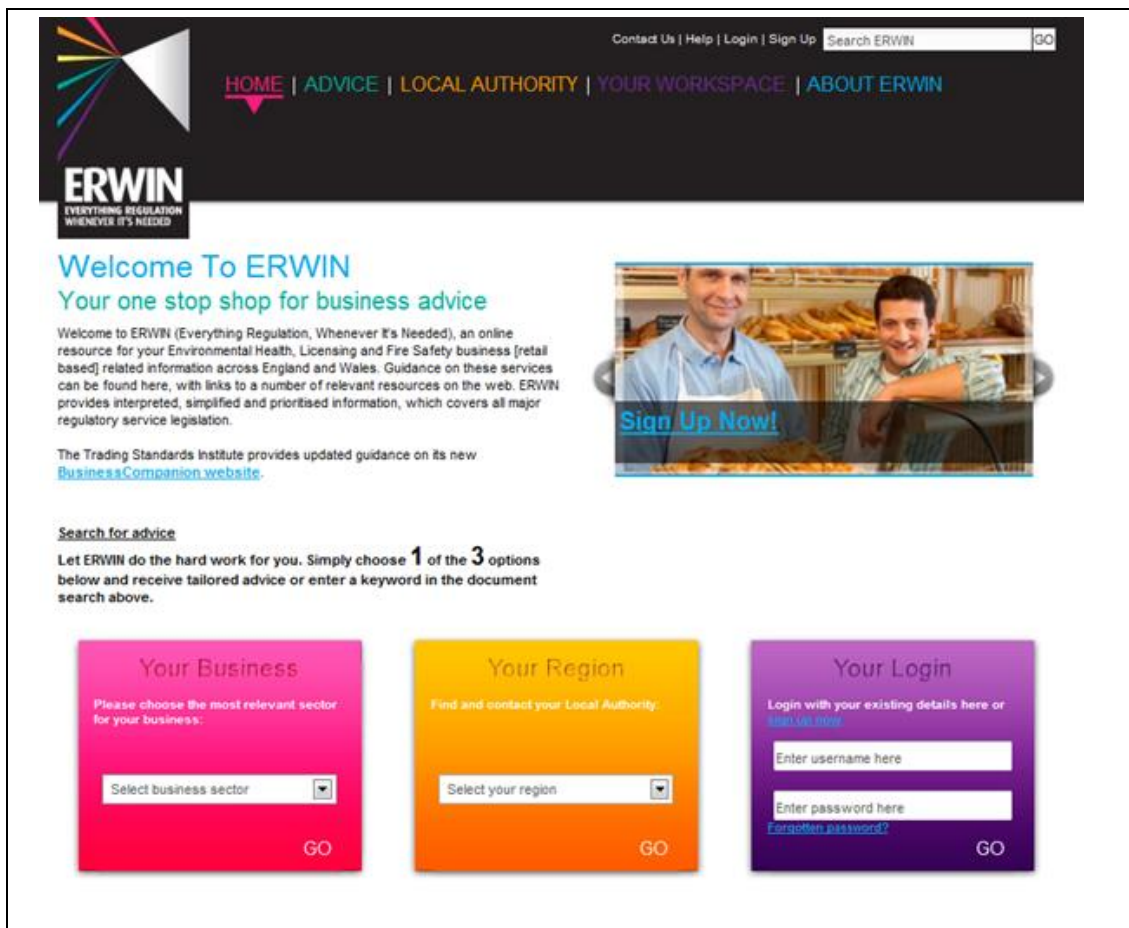 Contact Us | Help | Login | Sign Up Search ERWIN GO
HOME | ADVICE | LOCAL AUTHORITY | YOUR WORKSPACE | ABOUT ERWIN
ERWIN
EVERYTHING REGULATION
WHENEVER IT'S NEEDED
Welcome To ERWIN
Your one stop shop for business advice
Welcome to ERWIN (Everything Regulation, Whenever It's Needed), an online
resource for your Environmental Health, Licensing and Fire Safety business [retail
based] related information across England and Wales. Guidance on these services
can be found here, with links to a number of relevant resources on the web. ERWIN
provides interpreted, simplified and prioritised information, which covers all major
regulatory service legislation.
The Trading Standards Institute provides updated guidance on its new
BusinessCompanion website.
Sign Up Now!
Search for advice
Let ERWIN do the hard work for you. Simply choose 1 of the 3 options
below and receive tailored advice or enter a keyword in the document
search above.
Your Business
Please choose the most relevant sector
for your business:
Select business sector
GO
Your Region
Find and contact your Local Authority:
Select your region
GO
Your Login
Login with your existing details here or
sign up now
Enter username here
Enter password here
Forgotten password?
GO